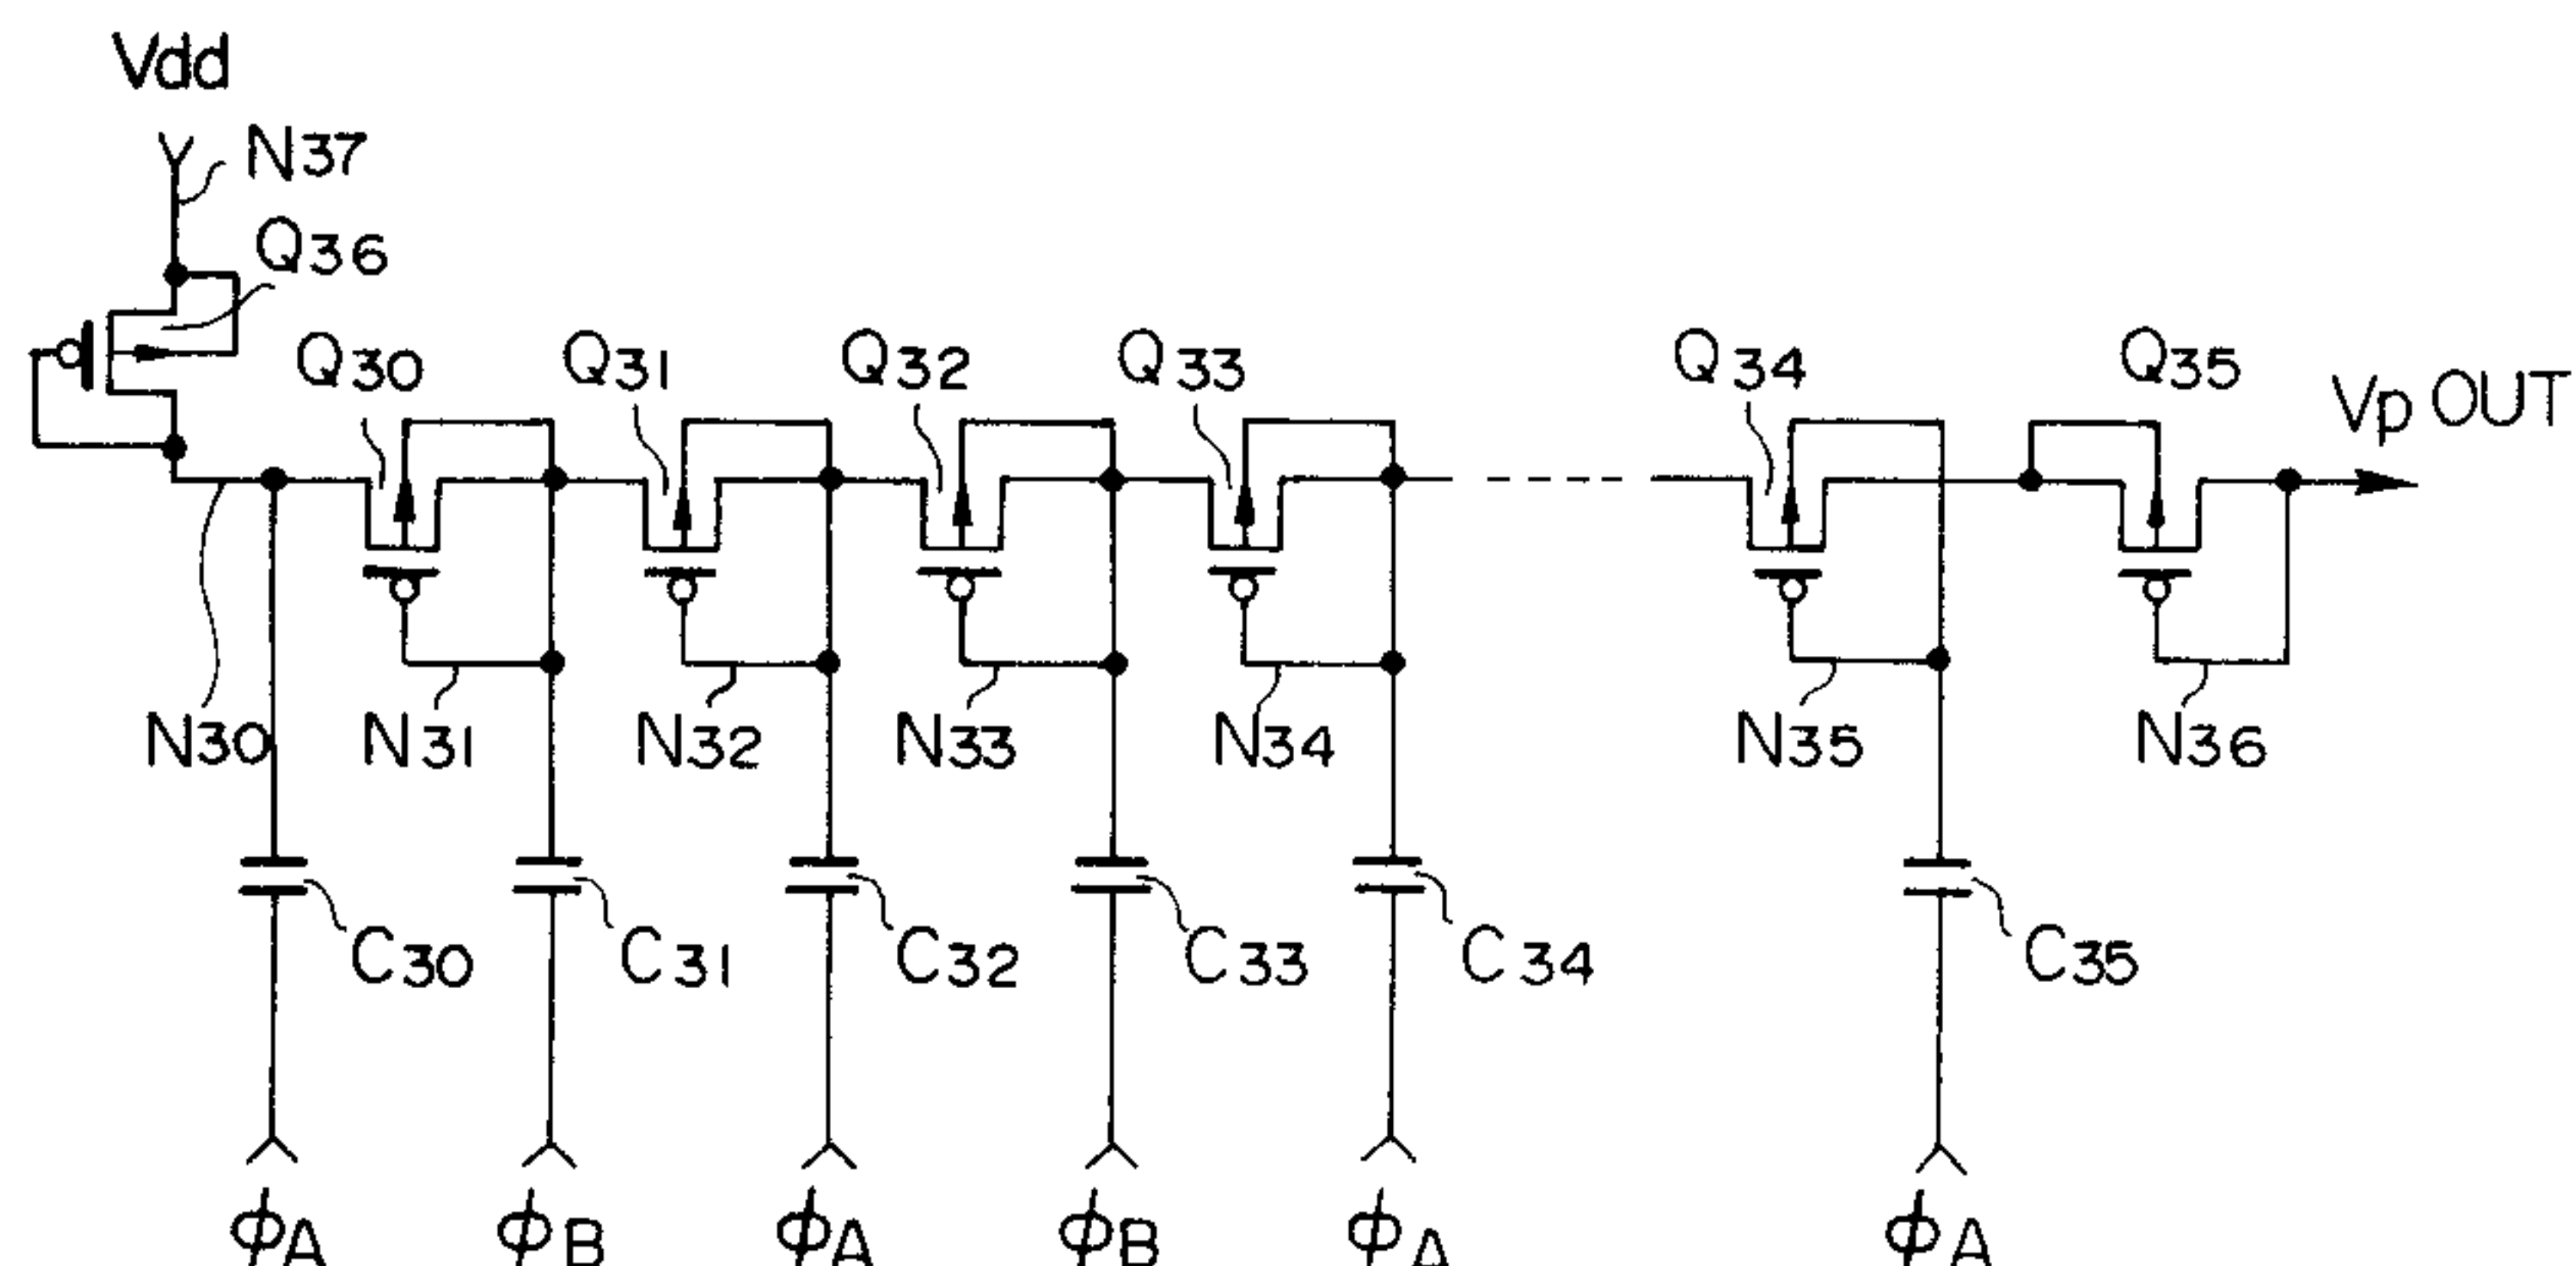 Vdd
N37
Q36
Q30 Q31 Q32 Q33 Q34 Q35 Vp OUT
N30 N31 N32 N33 N34 N35 N36
C30 C31 C32 C33 C34 C35
ϕA ϕB ϕA ϕB ϕA ϕA